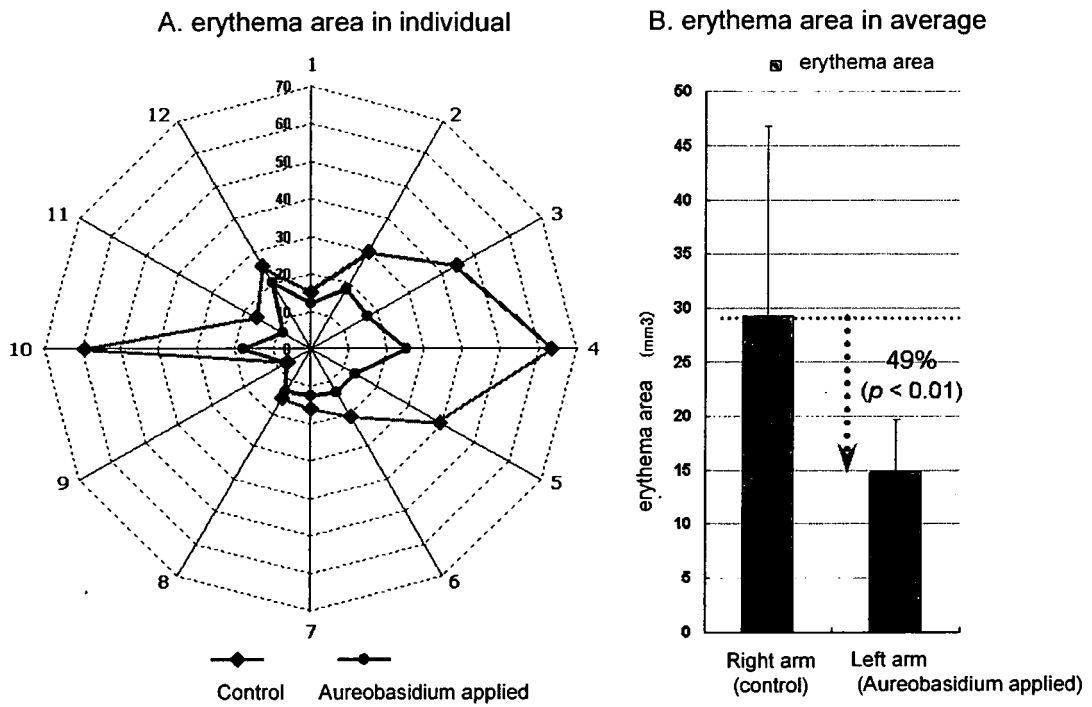 A. erythema area in individual
1
2
3
4
5
6
7
8
9
10
11
12
70
60
50
40
30
20
10
0
Control
Aureobasidium applied
B. erythema area in average
erythema area
50
45
40
35
30
25
20
15
10
5
0
erythema area (mm3)
49%
(p < 0.01)
Right arm
(control)
Left arm
(Aureobasidium applied)